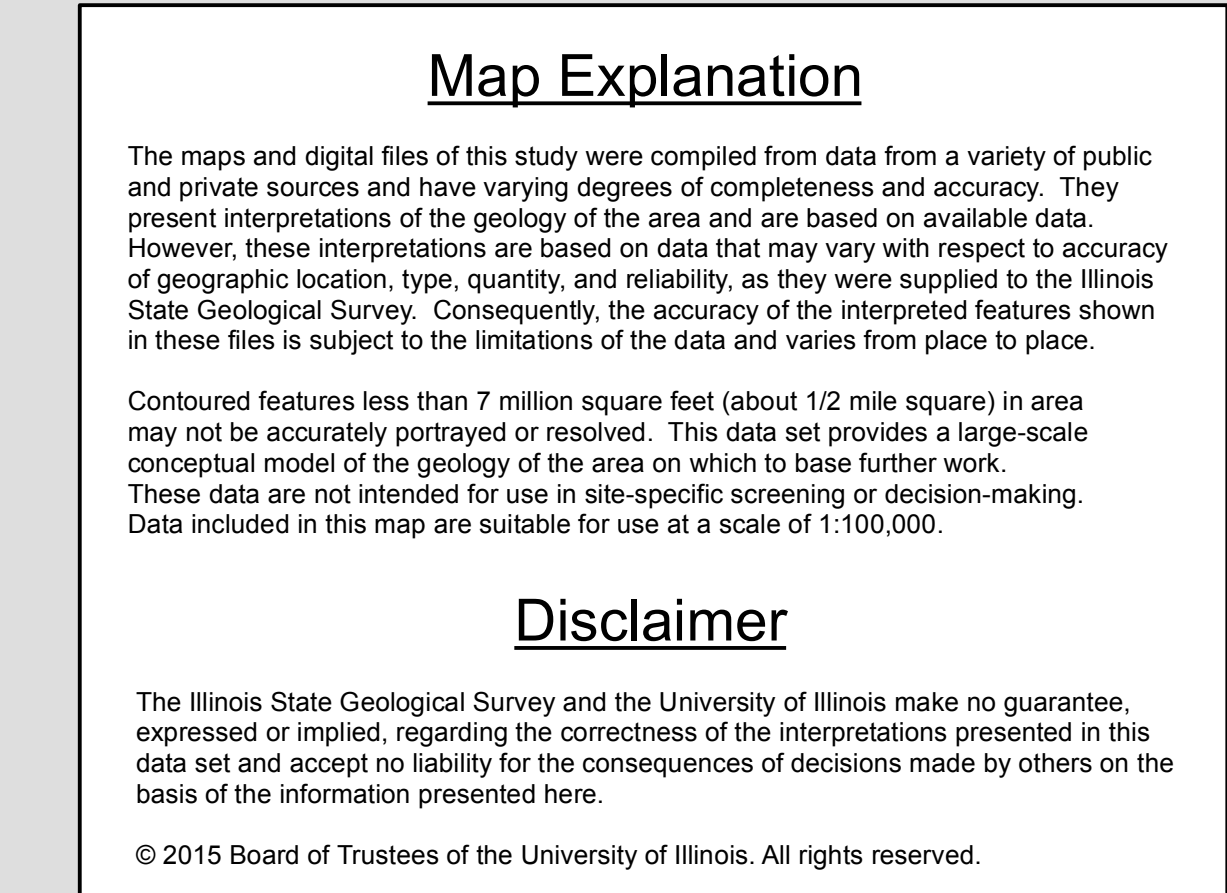 Map Explanation
The maps and digital files of this study were compiled from data from a variety of public
and private sources and have varying degrees of completeness and accuracy.  They
present interpretations of the geology of the area and are based on available data.
However, these interpretations are based on data that may vary with respect to accuracy
of geographic location, type, quantity, and reliability, as they were supplied to the Illinois
State Geological Survey.  Consequently, the accuracy of the interpreted features shown
in these files is subject to the limitations of the data and varies from place to place.
Contoured features less than 7 million square feet (about 1/2 mile square) in area
may not be accurately portrayed or resolved.  This data set provides a large-scale
conceptual model of the geology of the area on which to base further work.
These data are not intended for use in site-specific screening or decision-making.
Data included in this map are suitable for use at a scale of 1:100,000.
Disclaimer
The Illinois State Geological Survey and the University of Illinois make no guarantee,
expressed or implied, regarding the correctness of the interpretations presented in this
data set and accept no liability for the consequences of decisions made by others on the
basis of the information presented here.
© 2015 Board of Trustees of the University of Illinois. All rights reserved.